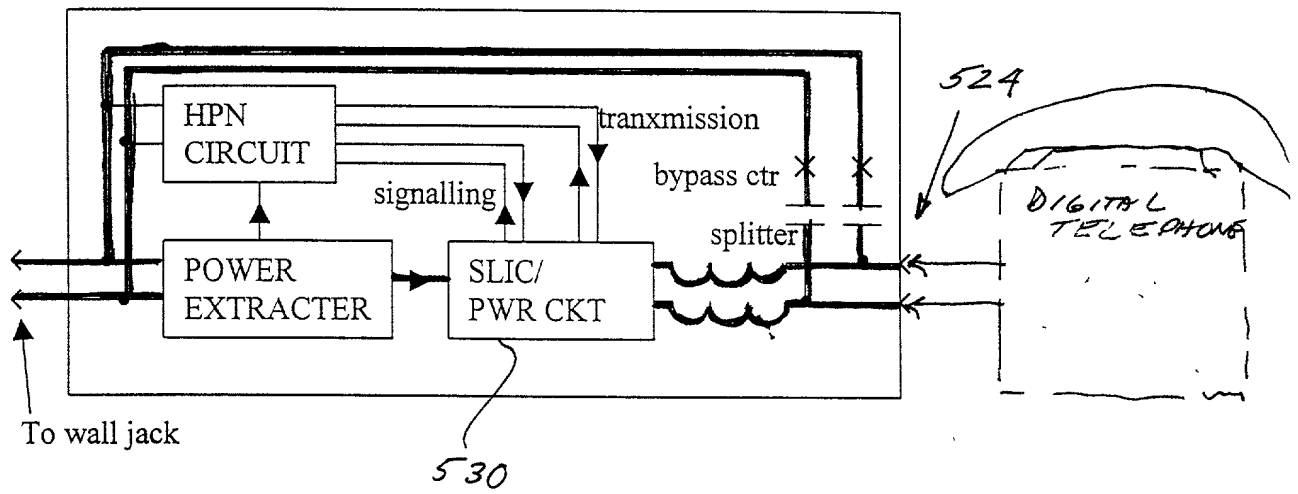 HPN
CIRCUIT
tranxmission
signalling
bypass ctr
splitter
POWER
EXTRACTER
SLIC/
PWR CKT
524
DIGITAL
TELEPHONE
To wall jack
530